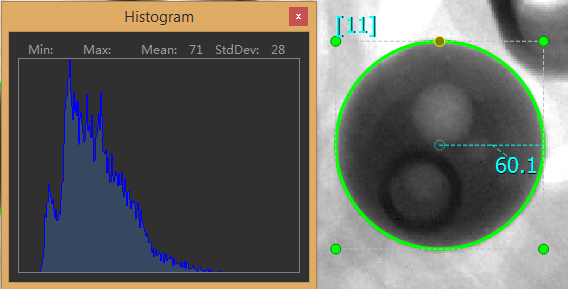 Histogram
x
Min: Max: Mean: 71 StdDev: 28
[11]
60.1